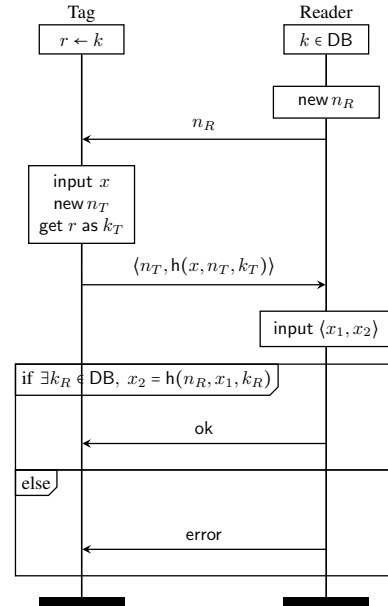 Tag
Reader
r ← k
k ∈ DB
new n_R
n_R
input x
new n_T
get r as k_T
⟨n_T, h(x, n_T, k_T)⟩
input ⟨x_1, x_2⟩
if ∃k_R ∈ DB, x_2 = h(n_R, x_1, k_R)
ok
else
error